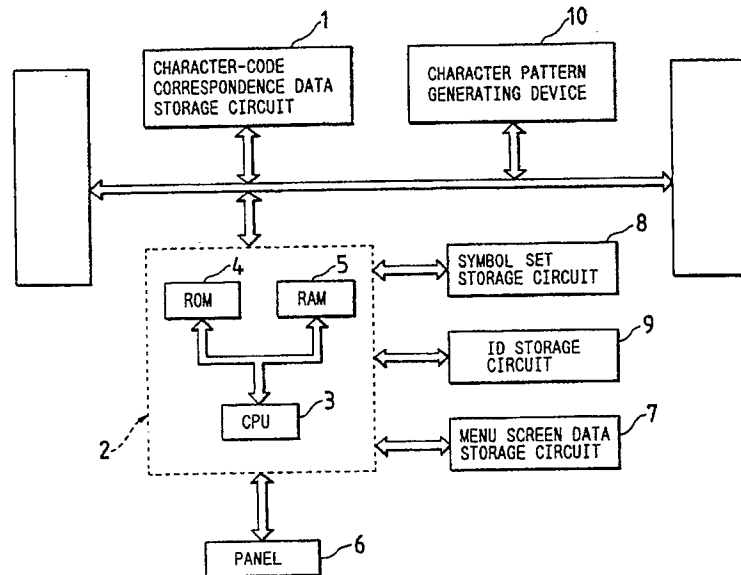 1
CHARACTER-CODE
CORRESPONDENCE DATA
STORAGE CIRCUIT
10
CHARACTER PATTERN
GENERATING DEVICE
4
ROM
5
RAM
3
CPU
2
8
SYMBOL SET
STORAGE CIRCUIT
9
ID STORAGE
CIRCUIT
7
MENU SCREEN DATA
STORAGE CIRCUIT
PANEL
6